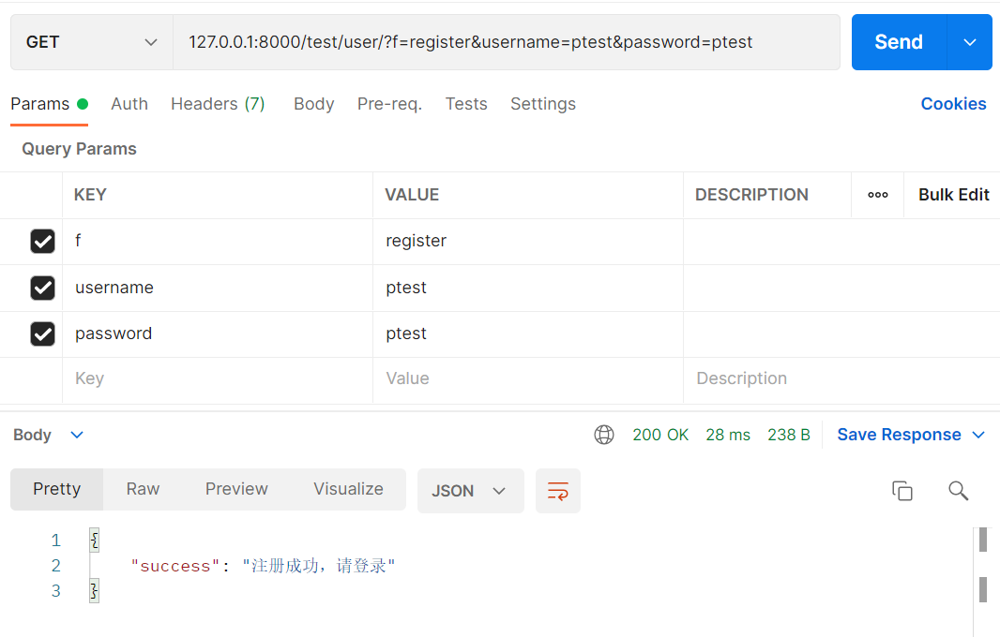 GET 127.0.0.1:8000/test/user/?f=register&username=ptest&password=ptest Send
Params Auth Headers (7) Body Pre-req. Tests Settings Cookies
Query Params
KEY VALUE DESCRIPTION Bulk Edit
f register
username ptest
password ptest
Key Value Description
Body 200 OK 28 ms 238 B Save Response
Pretty Raw Preview Visualize JSON
1 {
2 "success": "注册成功，请登录"
3 }